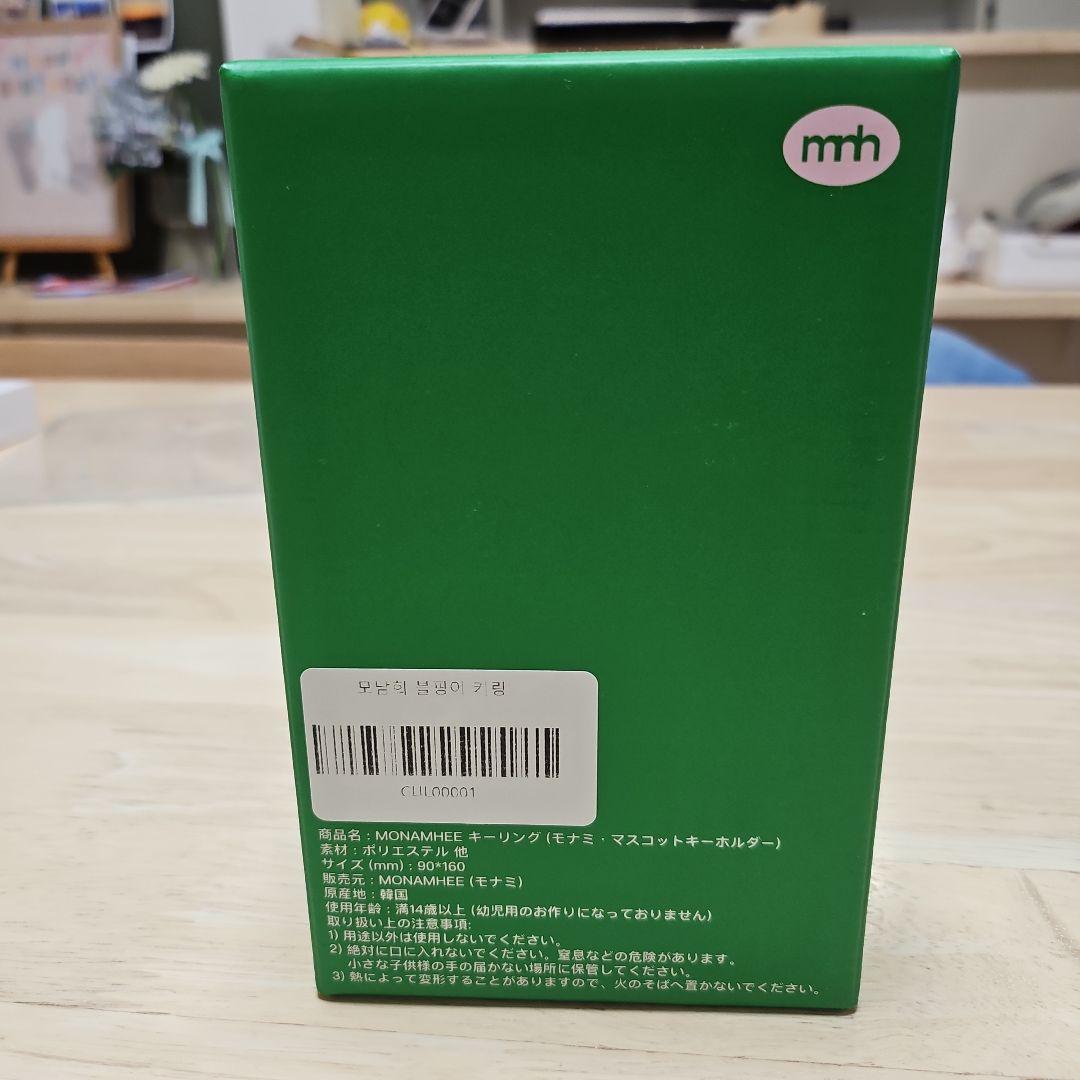 mnh
모남희 블핑이 키링
CLIL00001
商品名：MONAMHEE キーリング (モナミ・マスコットキーホルダー)
素材：ポリエステル 他
サイズ (mm)：90*160
販売元：MONAMHEE (モナミ)
原産地：韓国
使用年齢：満14歳以上 (幼児用のお作りになっておりません)
取り扱い上の注意事項:
1) 用途以外は使用しないでください。
2) 絶対に口に入れないでください。窒息などの危険があります。
小さな子供様の手の届かない場所に保管してください。
3) 熱によって変形することがありますので、火のそばへ置かないでください。